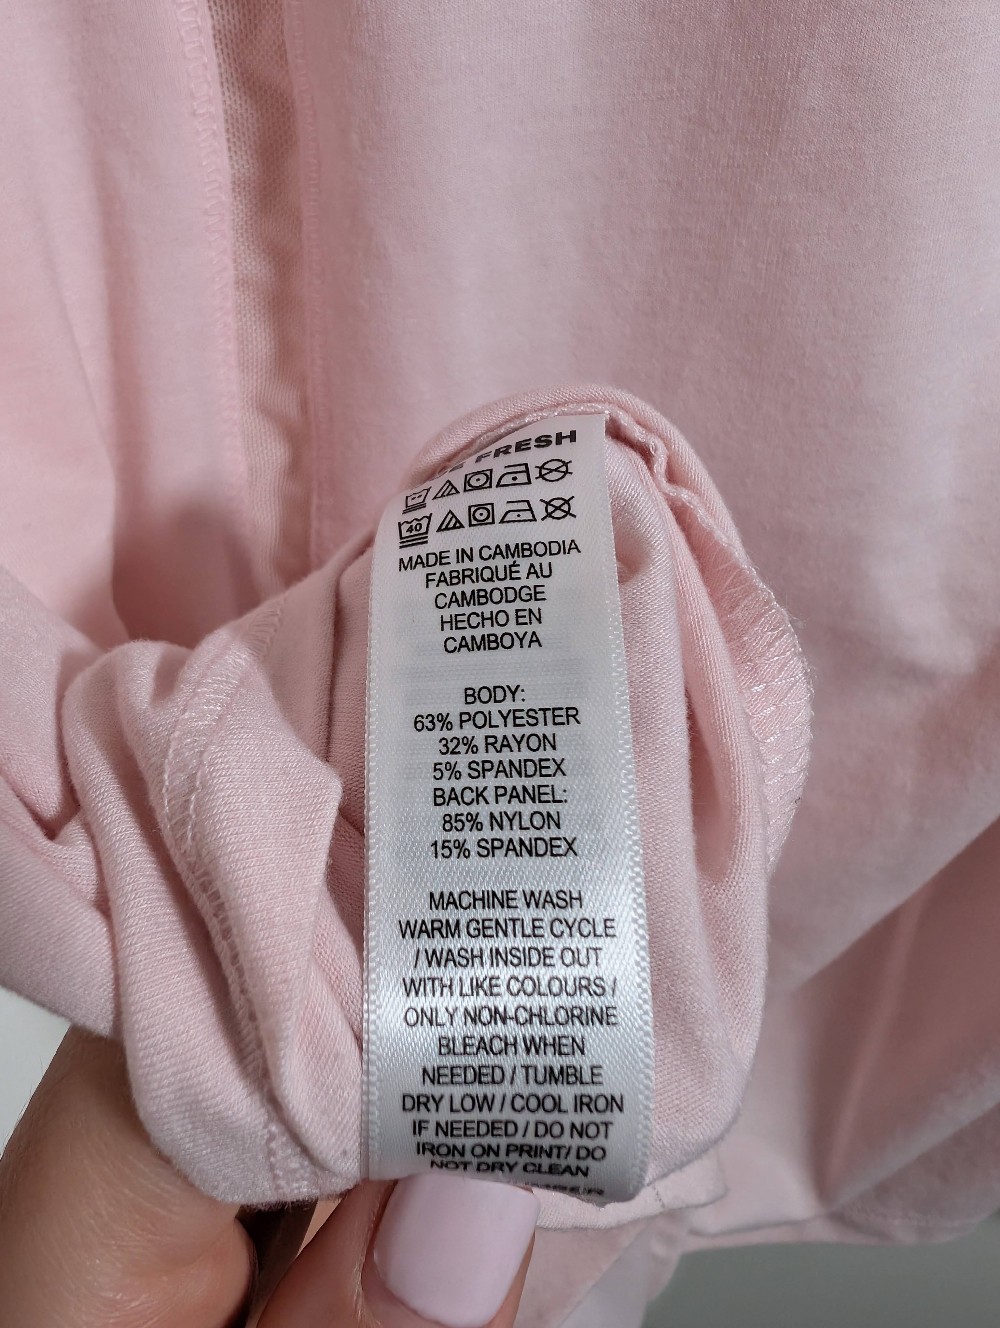 FRESH
40
MADE IN CAMBODIA
FABRIQUÉ AU
CAMBODGE
HECHO EN
CAMBOYA
BODY:
63% POLYESTER
32% RAYON
5% SPANDEX
BACK PANEL:
85% NYLON
15% SPANDEX
MACHINE WASH
WARM GENTLE CYCLE
/ WASH INSIDE OUT
WITH LIKE COLOURS /
ONLY NON-CHLORINE
BLEACH WHEN
NEEDED / TUMBLE
DRY LOW / COOL IRON
IF NEEDED / DO NOT
IRON ON PRINT/ DO
NOT DRY CLEAN